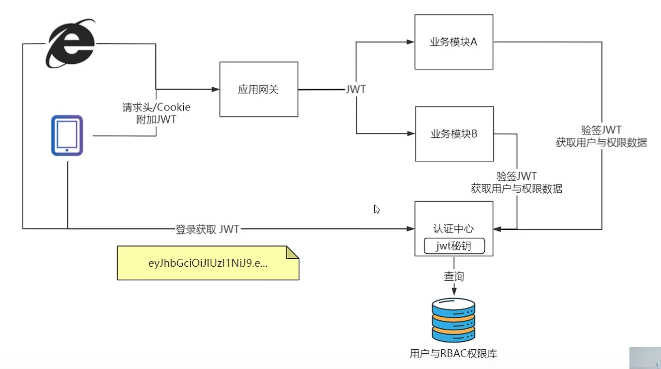 业务模块A
应用网关
JWT
请求头/Cookie
附加JWT
业务模块B
验签JWT
获取用户与权限数据
验签JWT
获取用户与权限数据
登录获取 JWT
认证中心
jwt秘钥
eyJhbGciOiJIUzI1NiJ9.e...
查询
用户与RBAC权限库